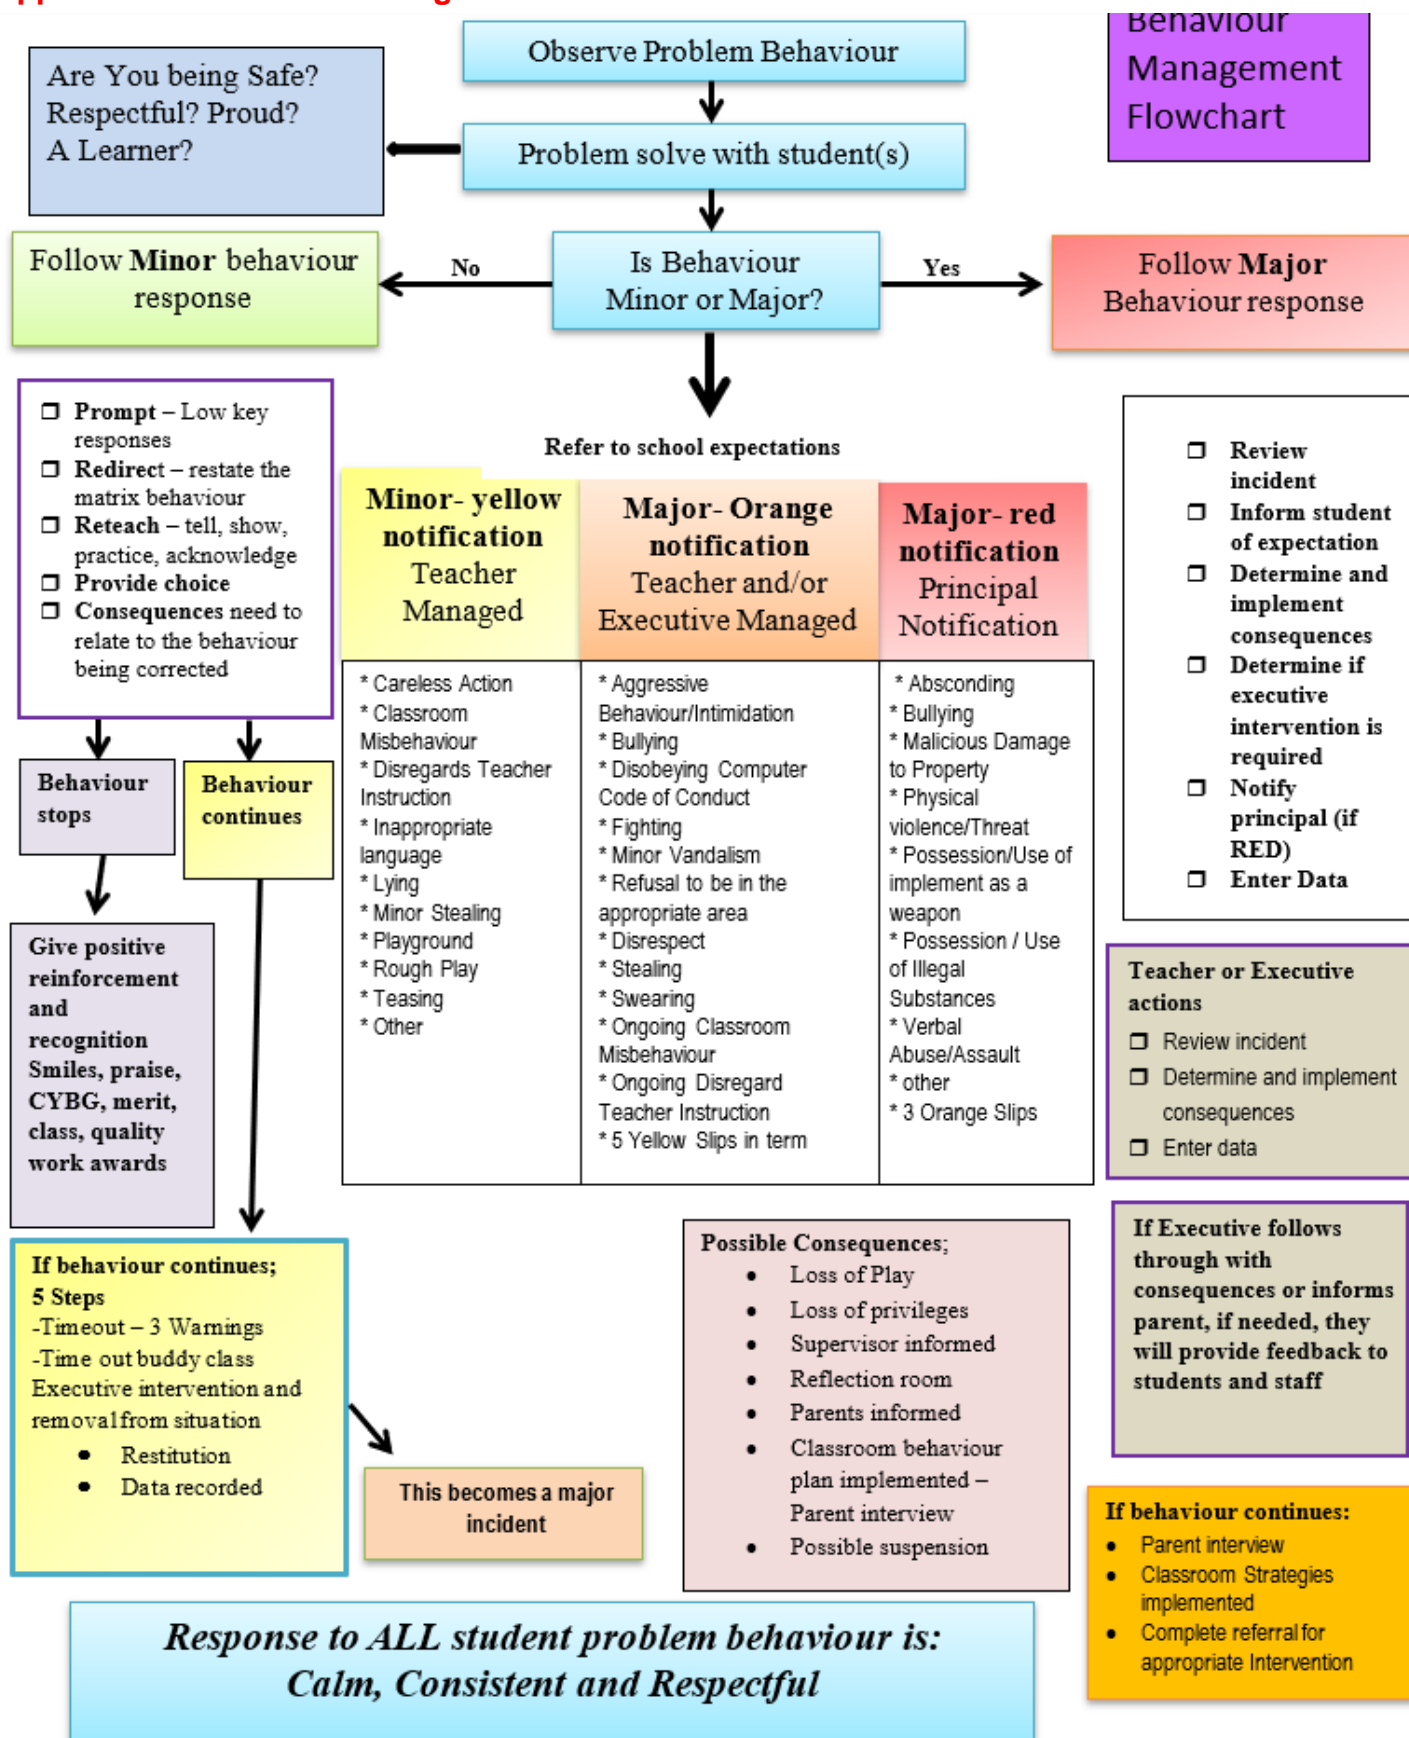 Observe Problem Behaviour
Behaviour
Management
Flowchart
Are You being Safe?
Respectful? Proud?
A Learner?
Problem solve with student(s)
Follow Minor behaviour
response
No
Is Behaviour
Minor or Major?
Yes
Follow Major
Behaviour response
Prompt – Low key
responses
Redirect – restate the
matrix behaviour
Reteach – tell, show,
practice, acknowledge
Provide choice
Consequences need to
relate to the behaviour
being corrected
Refer to school expectations
Minor- yellow
notification
Teacher
Managed
* Careless Action
* Classroom
Misbehaviour
* Disregards Teacher
Instruction
* Inappropriate
language
* Lying
* Minor Stealing
* Playground
* Rough Play
* Teasing
* Other
Major- Orange
notification
Teacher and/or
Executive Managed
* Aggressive
Behaviour/Intimidation
* Bullying
* Disobeying Computer
Code of Conduct
* Fighting
* Minor Vandalism
* Refusal to be in the
appropriate area
* Disrespect
* Stealing
* Swearing
* Ongoing Classroom
Misbehaviour
* Ongoing Disregard
Teacher Instruction
* 5 Yellow Slips in term
Major- red
notification
Principal
Notification
* Absconding
* Bullying
* Malicious Damage
to Property
* Physical
violence/Threat
* Possession/Use of
implement as a
weapon
* Possession / Use
of Illegal
Substances
* Verbal
Abuse/Assault
* other
* 3 Orange Slips
Review
incident
Inform student
of expectation
Determine and
implement
consequences
Determine if
executive
intervention is
required
Notify
principal (if
RED)
Enter Data
Behaviour
stops
Behaviour
continues
Give positive
reinforcement
and
recognition
Smiles, praise,
CYBG, merit,
class, quality
work awards
Teacher or Executive
actions
Review incident
Determine and implement
consequences
Enter data
If Executive follows
through with
consequences or informs
parent, if needed, they
will provide feedback to
students and staff
If behaviour continues;
5 Steps
-Timeout – 3 Warnings
-Time out buddy class
Executive intervention and
removal from situation
• Restitution
• Data recorded
This becomes a major
incident
Possible Consequences;
• Loss of Play
• Loss of privileges
• Supervisor informed
• Reflection room
• Parents informed
• Classroom behaviour
plan implemented –
Parent interview
• Possible suspension
If behaviour continues:
• Parent interview
• Classroom Strategies
implemented
• Complete referral for
appropriate Intervention
Response to ALL student problem behaviour is:
Calm, Consistent and Respectful